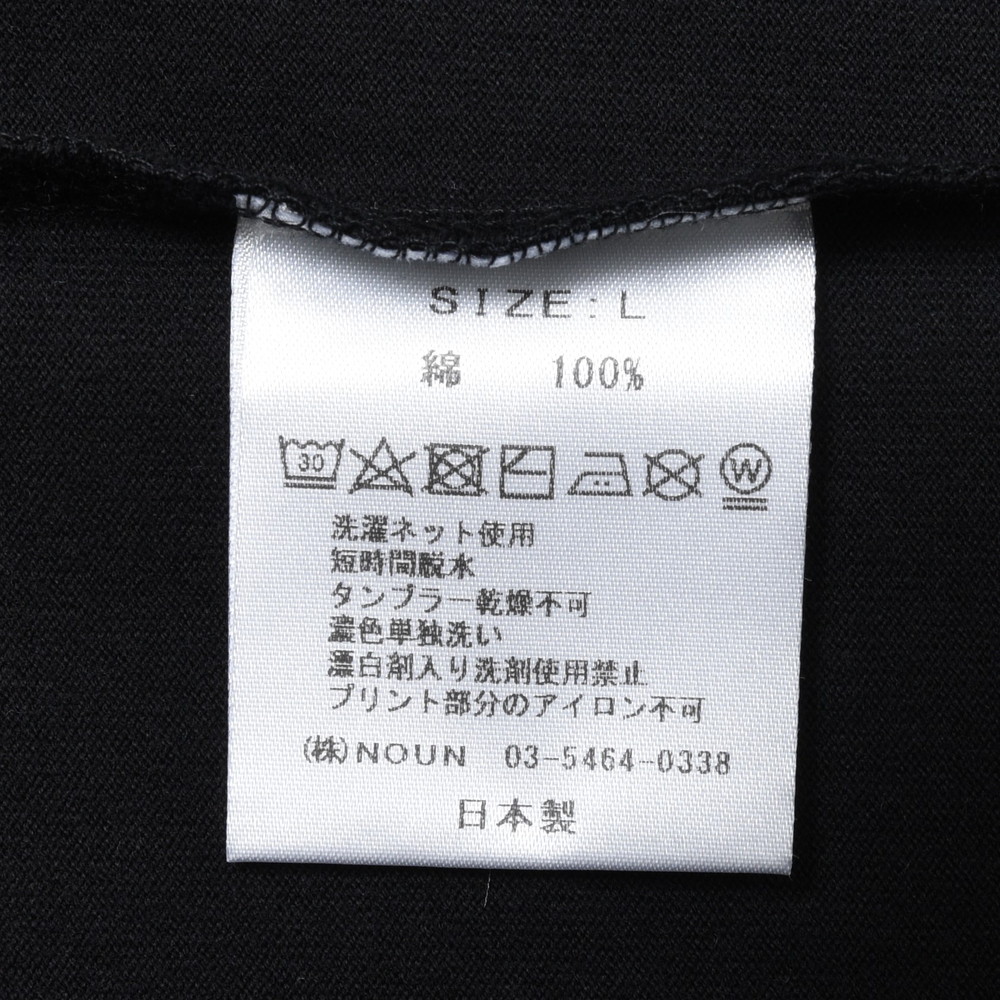 SIZE:L
綿 100%
30 W
洗濯ネット使用
短時間脱水
タンブラー乾燥不可
濃色単独洗い
漂白剤入り洗剤使用禁止
プリント部分のアイロン不可
(株)NOUN 03-5464-0338
日本製